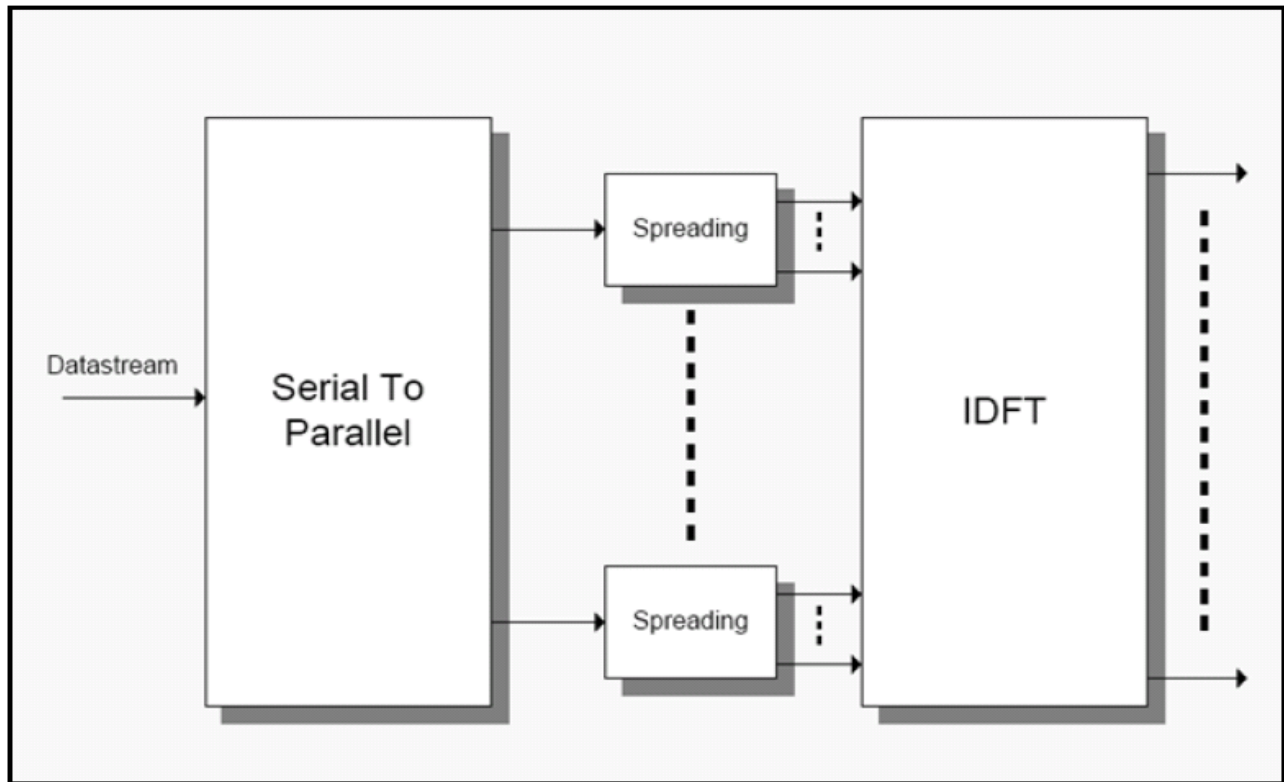 Datastream
Serial To
Parallel
Spreading
Spreading
IDFT